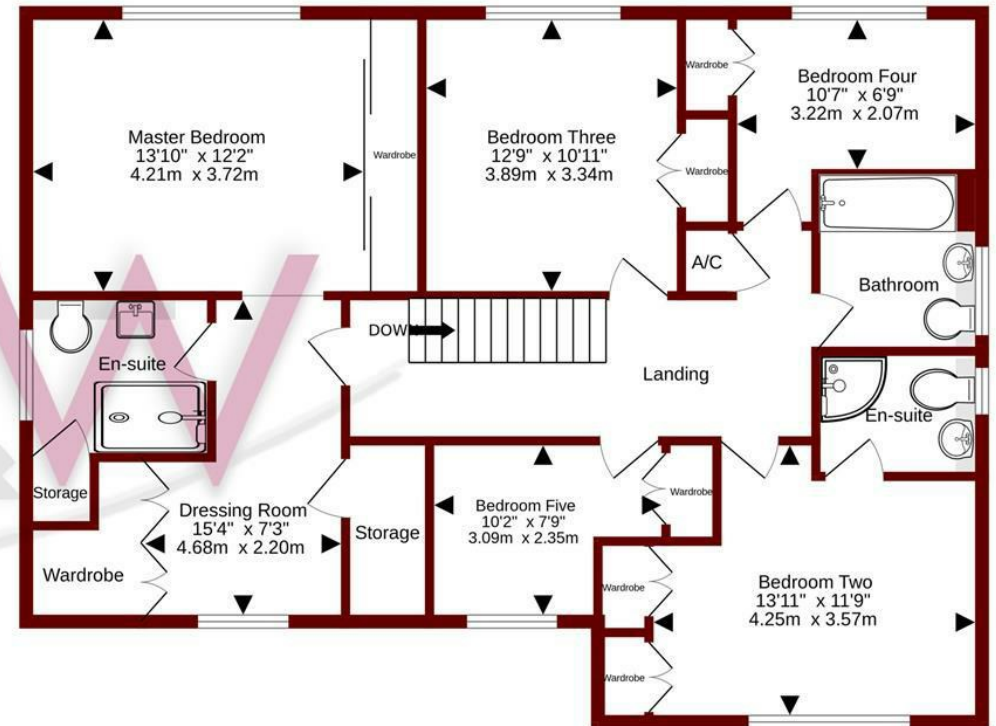 Master Bedroom
13'10" x 12'2"
4.21m x 3.72m
Wardrobe
Bedroom Three
12'9" x 10'11"
3.89m x 3.34m
Wardrobe
Wardrobe
Bedroom Four
10'7" x 6'9"
3.22m x 2.07m
A/C
Bathroom
DOWN
Landing
En-suite
En-suite
Storage
Wardrobe
Dressing Room
15'4" x 7'3"
4.68m x 2.20m
Storage
Bedroom Five
10'2" x 7'9"
3.09m x 2.35m
Wardrobe
Wardrobe
Wardrobe
Bedroom Two
13'11" x 11'9"
4.25m x 3.57m